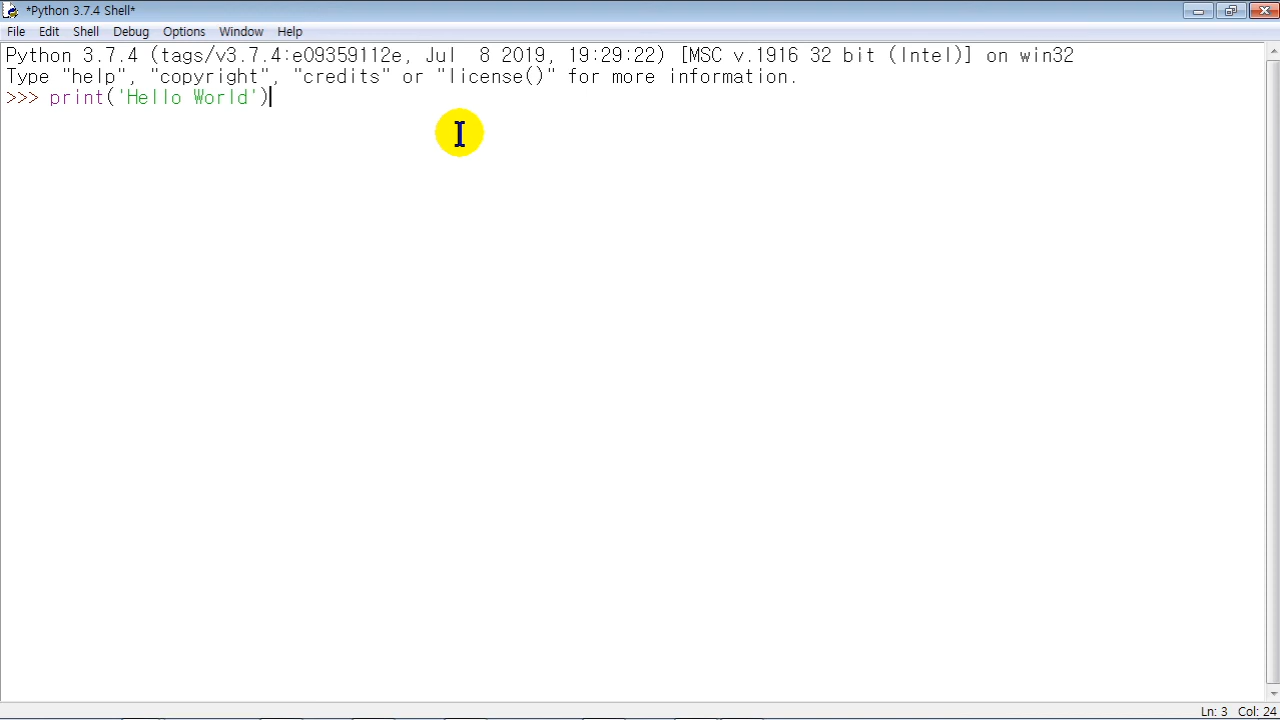 *Python 3.7.4 Shell*
File Edit Shell Debug Options Window Help
Python 3.7.4 (tags/v3.7.4:e09359112e, Jul  8 2019, 19:29:22) [MSC v.1916 32 bit (Intel)] on win32
Type "help", "copyright", "credits" or "license()" for more information.
>>> print('Hello World')
Ln: 3 Col: 24